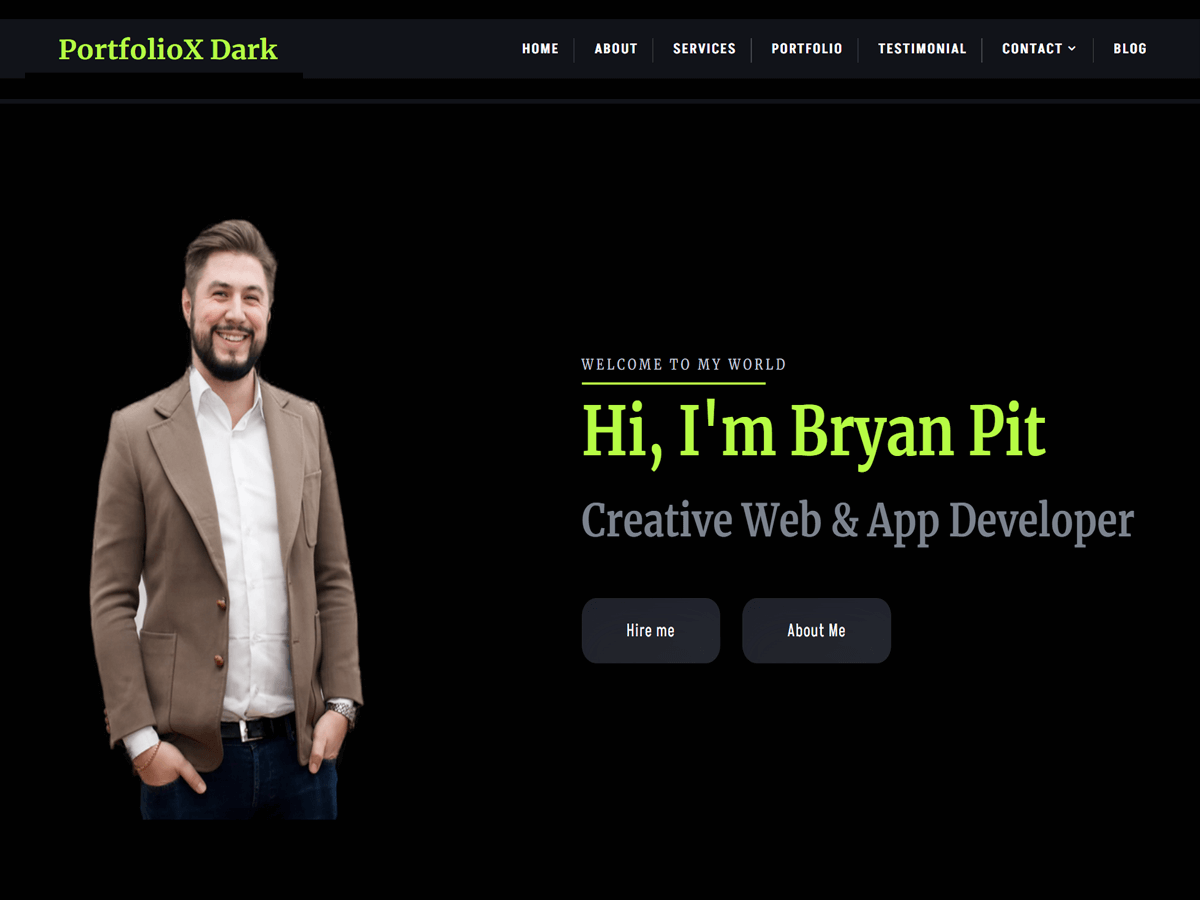 PortfolioX Dark
HOME ABOUT SERVICES PORTFOLIO TESTIMONIAL CONTACT BLOG
WELCOME TO MY WORLD
Hi, I'm Bryan Pit
Creative Web & App Developer
Hire me About Me